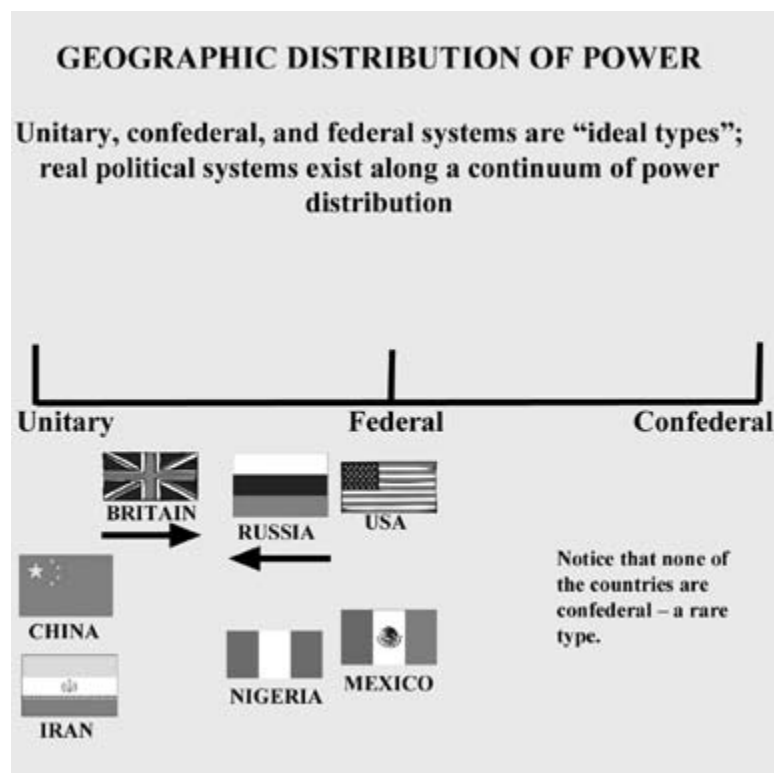 GEOGRAPHIC DISTRIBUTION OF POWER
Unitary, confederal, and federal systems are “ideal types”;
real political systems exist along a continuum of power
distribution
Unitary
Federal
Confederal
BRITAIN
RUSSIA
USA
CHINA
IRAN
NIGERIA
MEXICO
Notice that none of
the countries are
confederal – a rare
type.